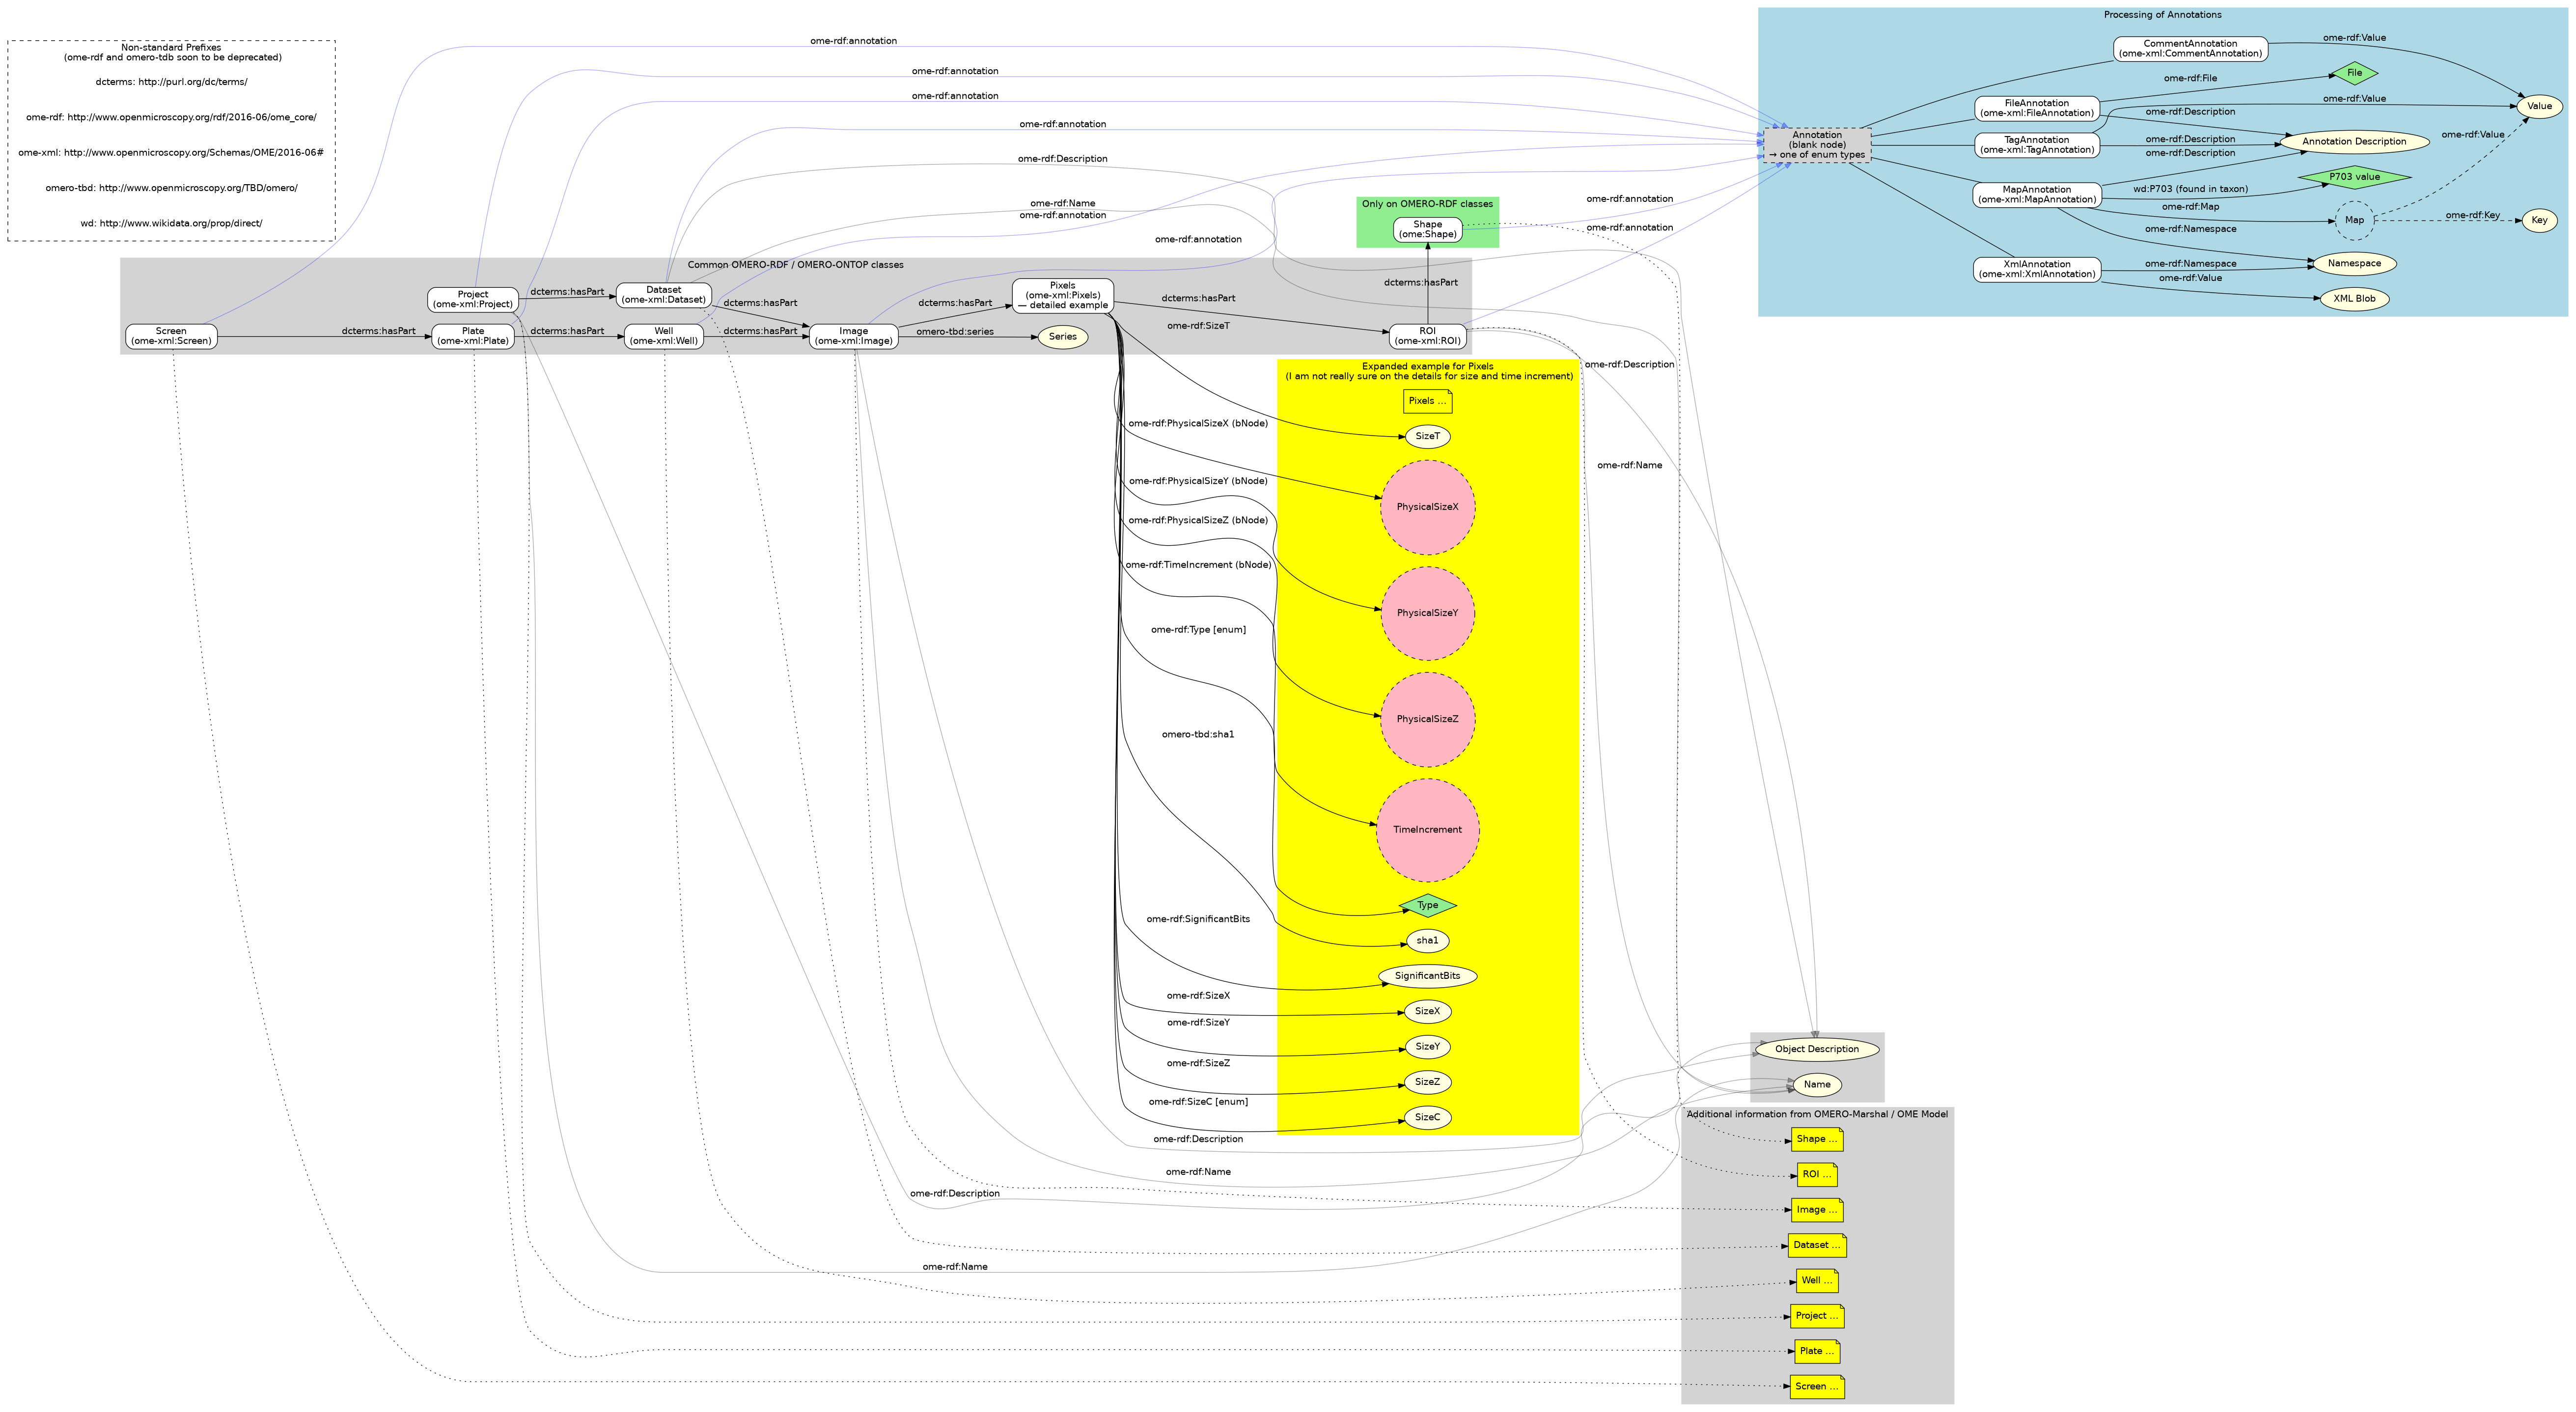 Non-standard Prefixes
(ome-rdf and omero-tdb soon to be deprecated)
dcterms: http://purl.org/dc/terms/
ome-rdf: http://www.openmicroscopy.org/rdf/2016-06/ome_core/
ome-xml: http://www.openmicroscopy.org/Schemas/OME/2016-06#
omero-tbd: http://www.openmicroscopy.org/TBD/omero/
wd: http://www.wikidata.org/prop/direct/
Common OMERO-RDF / OMERO-ONTOP classes
Screen
(ome-xml:Screen)
dcterms:hasPart
Project
(ome-xml:Project)
dcterms:hasPart
Plate
(ome-xml:Plate)
dcterms:hasPart
Dataset
(ome-xml:Dataset)
dcterms:hasPart
Well
(ome-xml:Well)
dcterms:hasPart
Image
(ome-xml:Image)
dcterms:hasPart
omero-tbd:series
Pixels
(ome-xml:Pixels)
— detailed example
Series
dcterms:hasPart
ROI
(ome-xml:ROI)
dcterms:hasPart
Only on OMERO-RDF classes
Shape
(ome:Shape)
ome-rdf:annotation
ome-rdf:annotation
ome-rdf:annotation
ome-rdf:annotation
ome-rdf:Description
ome-rdf:Name
ome-rdf:annotation
ome-rdf:annotation
ome-rdf:annotation
ome-rdf:annotation
ome-rdf:Description
ome-rdf:Name
Processing of Annotations
Annotation
(blank node)
→ one of enum types
CommentAnnotation
(ome-xml:CommentAnnotation)
FileAnnotation
(ome-xml:FileAnnotation)
TagAnnotation
(ome-xml:TagAnnotation)
MapAnnotation
(ome-xml:MapAnnotation)
XmlAnnotation
(ome-xml:XmlAnnotation)
ome-rdf:Value
ome-rdf:File
ome-rdf:Value
ome-rdf:Description
ome-rdf:Description
ome-rdf:Description
wd:P703 (found in taxon)
ome-rdf:Map
ome-rdf:Namespace
ome-rdf:Namespace
ome-rdf:Value
File
Annotation Description
P703 value
Map
Namespace
XML Blob
ome-rdf:Value
ome-rdf:Key
Value
Key
Expanded example for Pixels
(I am not really sure on the details for size and time increment)
ome-rdf:SizeT
ome-rdf:PhysicalSizeX (bNode)
ome-rdf:PhysicalSizeY (bNode)
ome-rdf:PhysicalSizeZ (bNode)
ome-rdf:TimeIncrement (bNode)
ome-rdf:Type [enum]
omero-tbd:sha1
ome-rdf:SignificantBits
ome-rdf:SizeX
ome-rdf:SizeY
ome-rdf:SizeZ
ome-rdf:SizeC [enum]
Pixels ...
SizeT
PhysicalSizeX
PhysicalSizeY
PhysicalSizeZ
TimeIncrement
Type
sha1
SignificantBits
SizeX
SizeY
SizeZ
SizeC
ome-rdf:Description
ome-rdf:Name
ome-rdf:Description
ome-rdf:Name
Object Description
Name
Additional information from OMERO-Marshal / OME Model
Shape ...
ROI ...
Image ...
Dataset ...
Well ...
Project ...
Plate ...
Screen ...